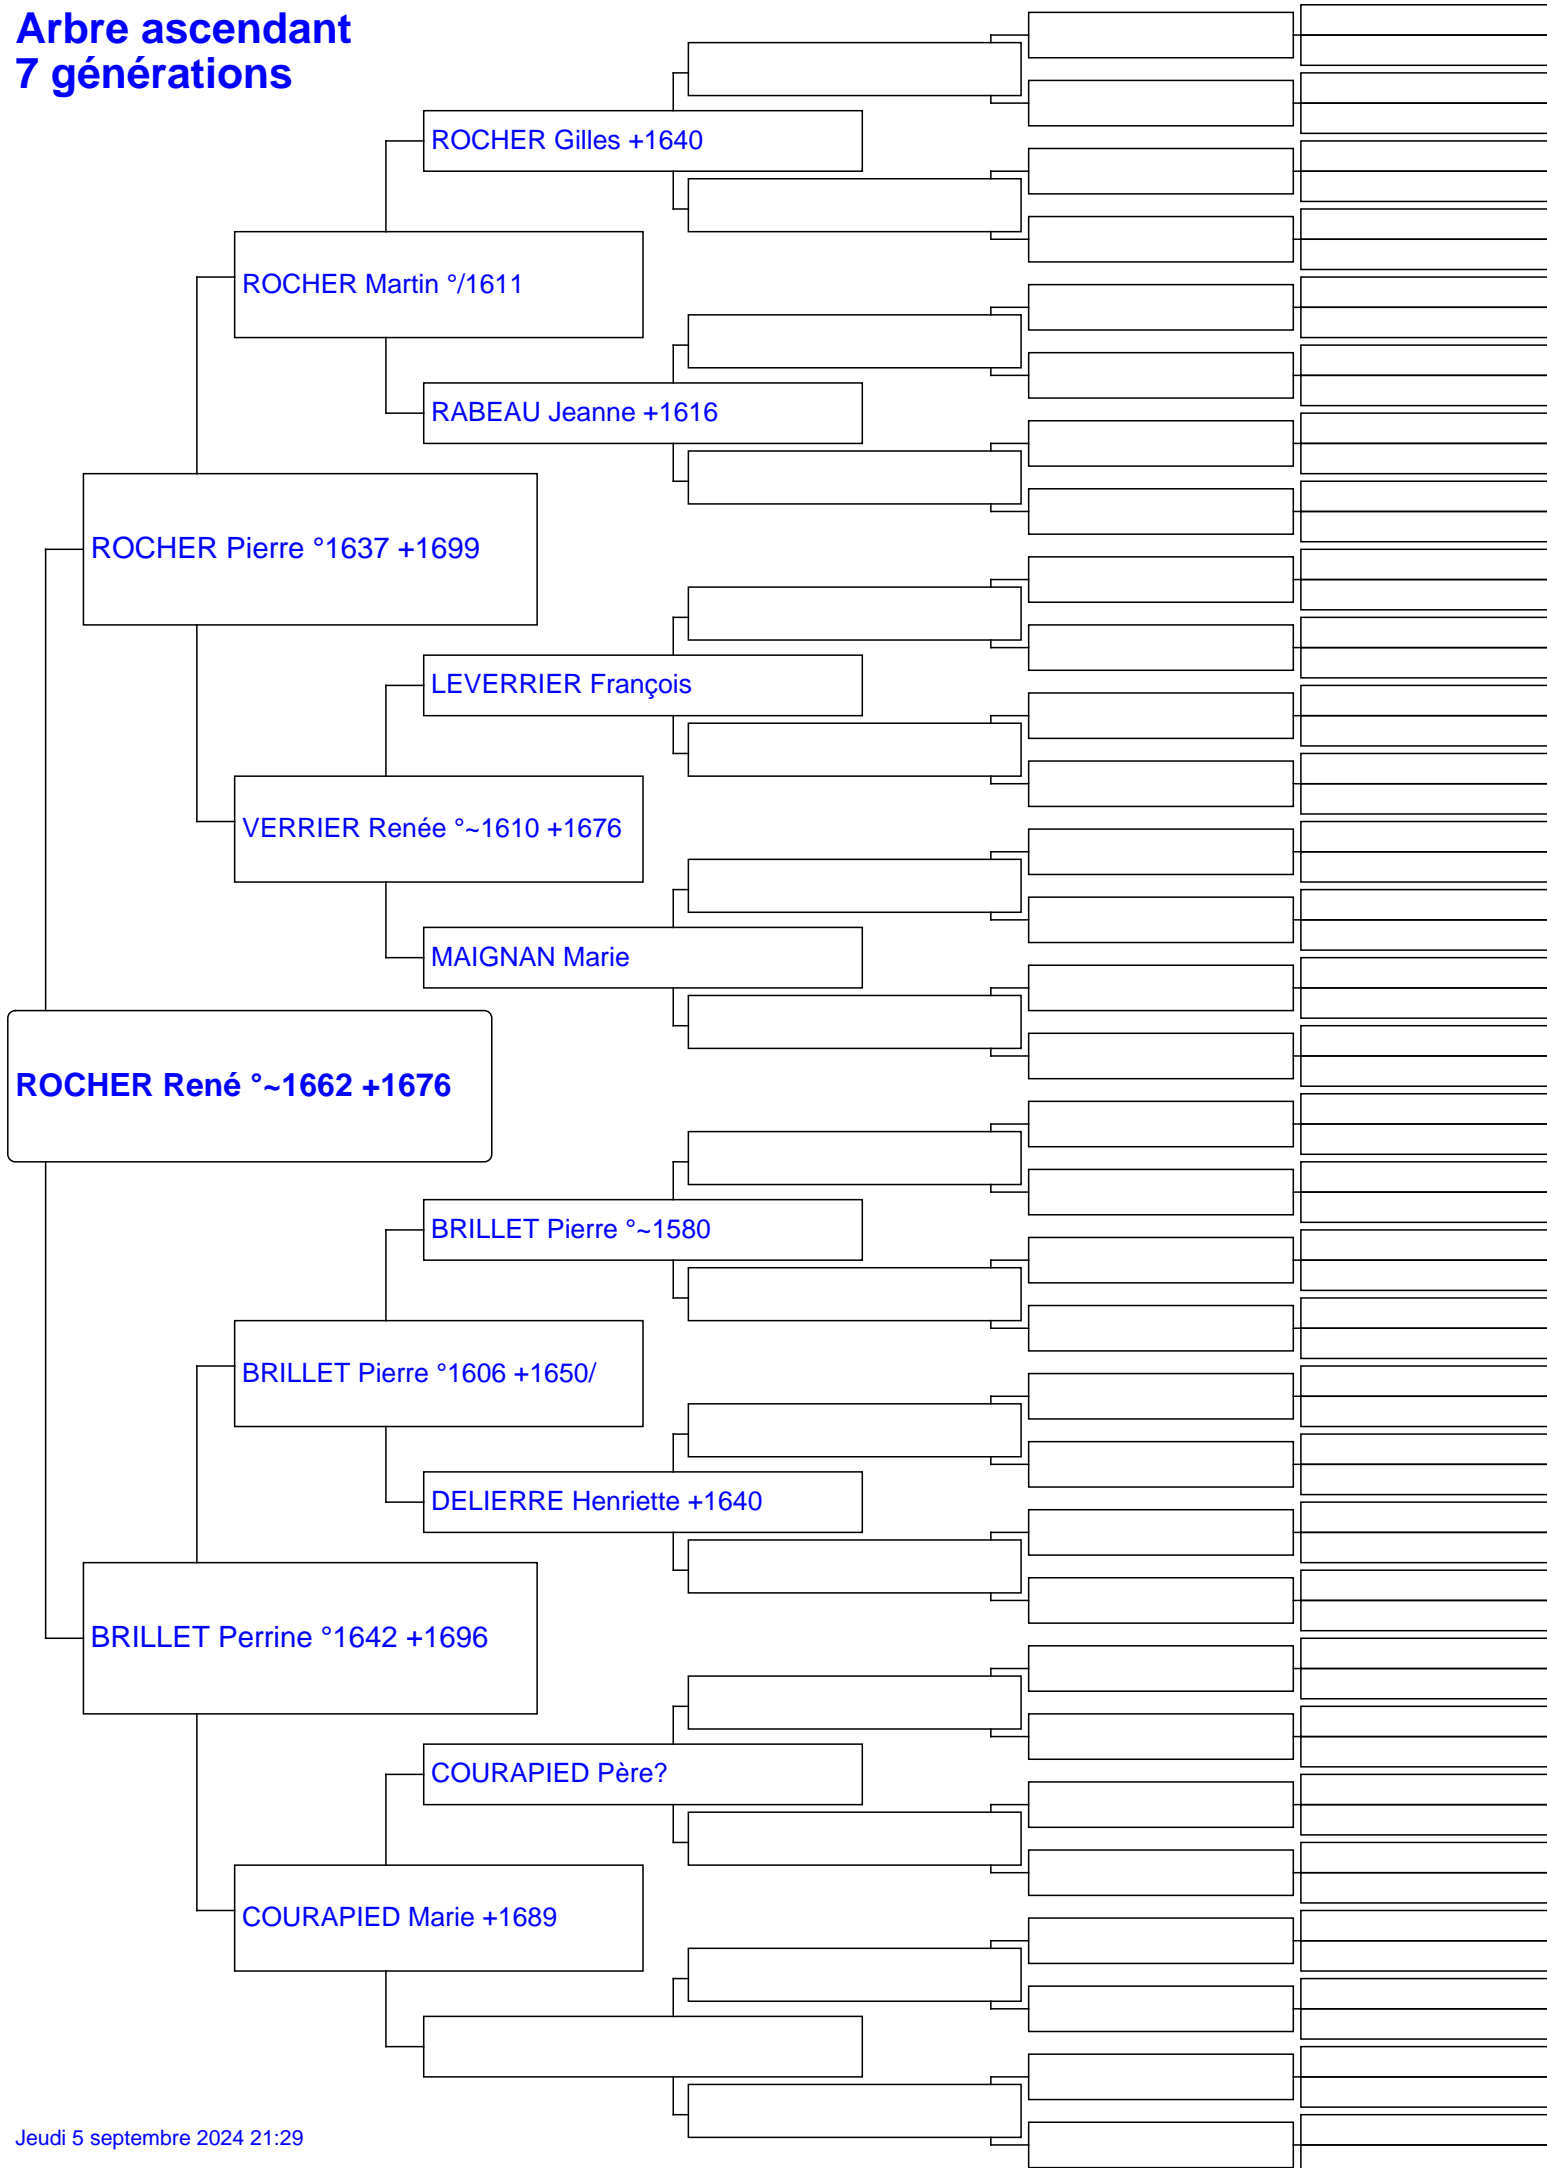 Arbre ascendant
7 générations
ROCHER Gilles +1640
ROCHER Martin °/1611
RABEAU Jeanne +1616
ROCHER Pierre °1637 +1699
LEVERRIER François
VERRIER Renée °~1610 +1676
MAIGNAN Marie
ROCHER René °~1662 +1676
BRILLET Pierre °~1580
BRILLET Pierre °1606 +1650/
DELIERRE Henriette +1640
BRILLET Perrine °1642 +1696
COURAPIED Père?
COURAPIED Marie +1689
Jeudi 5 septembre 2024 21:29